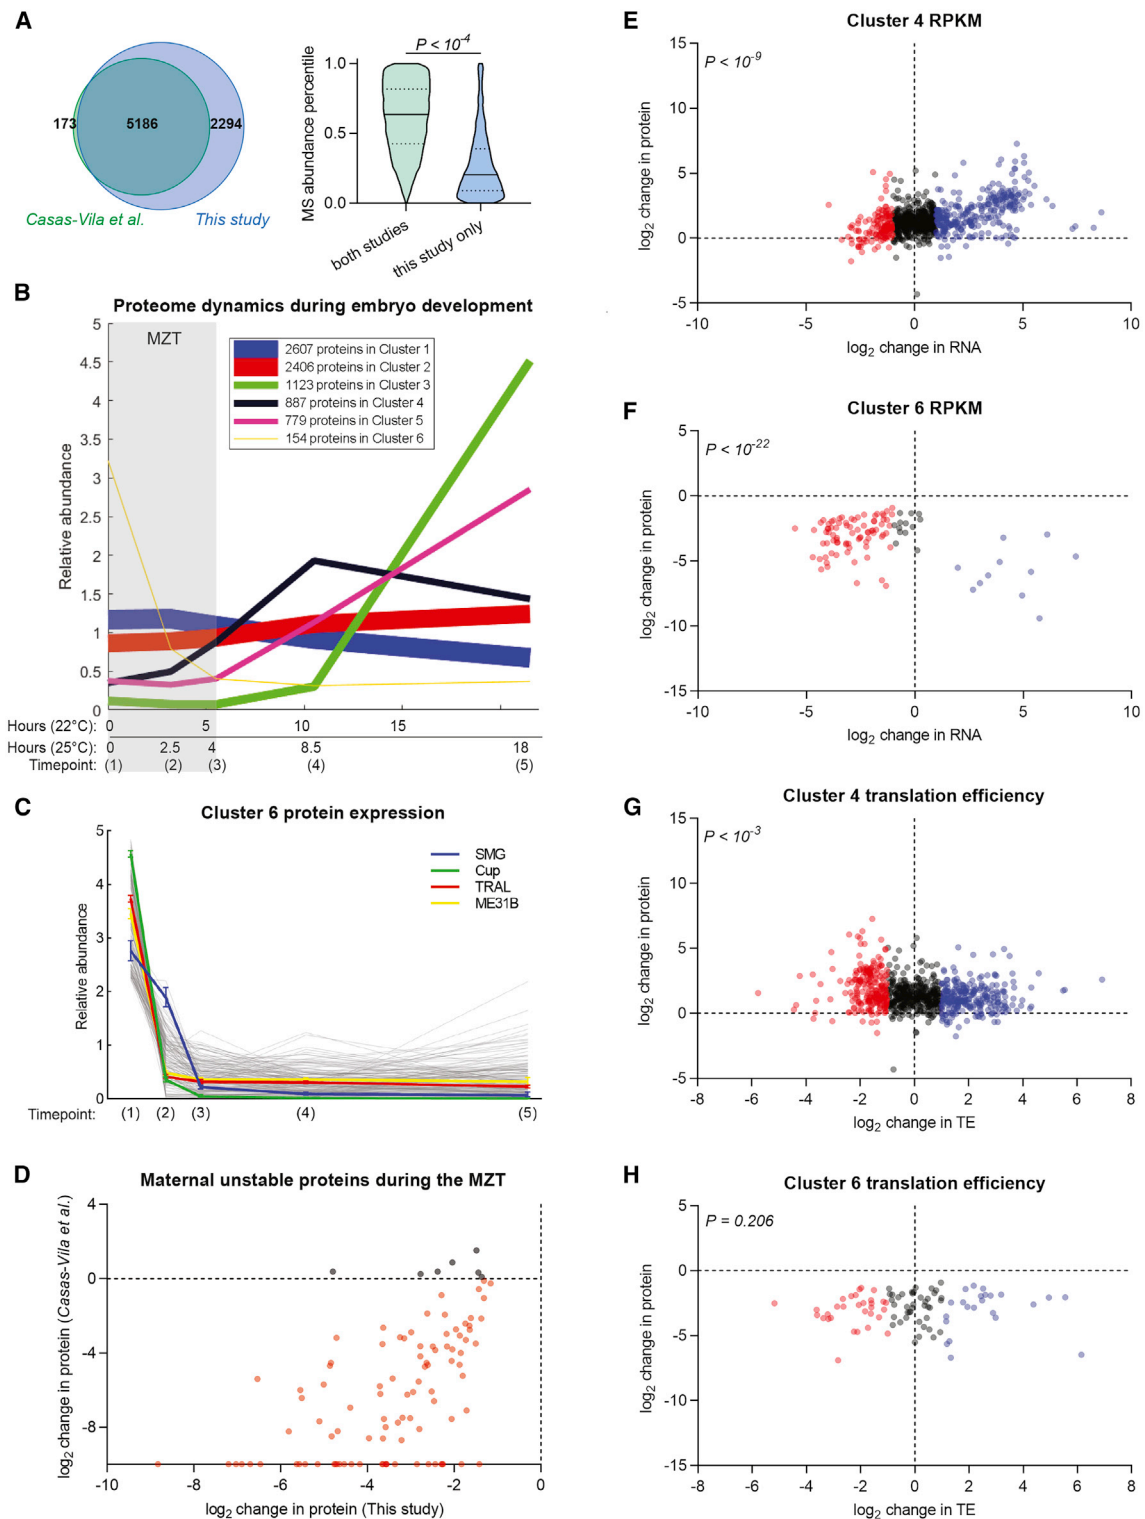 A
173
5186
2294
Casas-Vila et al.
This study
P < 10-4
MS abundance percentile
1.0
0.5
0.0
both studies
this study only
B
Proteome dynamics during embryo development
MZT
2607 proteins in Cluster 1
2406 proteins in Cluster 2
1123 proteins in Cluster 3
887 proteins in Cluster 4
779 proteins in Cluster 5
154 proteins in Cluster 6
Relative abundance
5
4.5
4
3.5
3
2.5
2
1.5
1
0.5
0
Hours (22°C): 0 5 10 15
Hours (25°C): 0 2.5 4 8.5 18
Timepoint: (1) (2) (3) (4) (5)
C
Cluster 6 protein expression
SMG
Cup
TRAL
ME31B
Relative abundance
5
4
3
2
1
0
Timepoint: (1) (2) (3) (4) (5)
D
Maternal unstable proteins during the MZT
log2 change in protein (Casas-Vila et al.)
4
0
-4
-8
-10 -8 -6 -4 -2 0
log2 change in protein (This study)
E
Cluster 4 RPKM
P < 10-9
log2 change in protein
15
10
5
0
-5
-10 -5 0 5 10
log2 change in RNA
F
Cluster 6 RPKM
P < 10-22
log2 change in protein
5
0
-5
-10
-15
-10 -5 0 5 10
log2 change in RNA
G
Cluster 4 translation efficiency
P < 10-3
log2 change in protein
15
10
5
0
-5
-8 -6 -4 -2 0 2 4 6 8
log2 change in TE
H
Cluster 6 translation efficiency
P = 0.206
log2 change in protein
5
0
-5
-10
-15
-8 -6 -4 -2 0 2 4 6 8
log2 change in TE